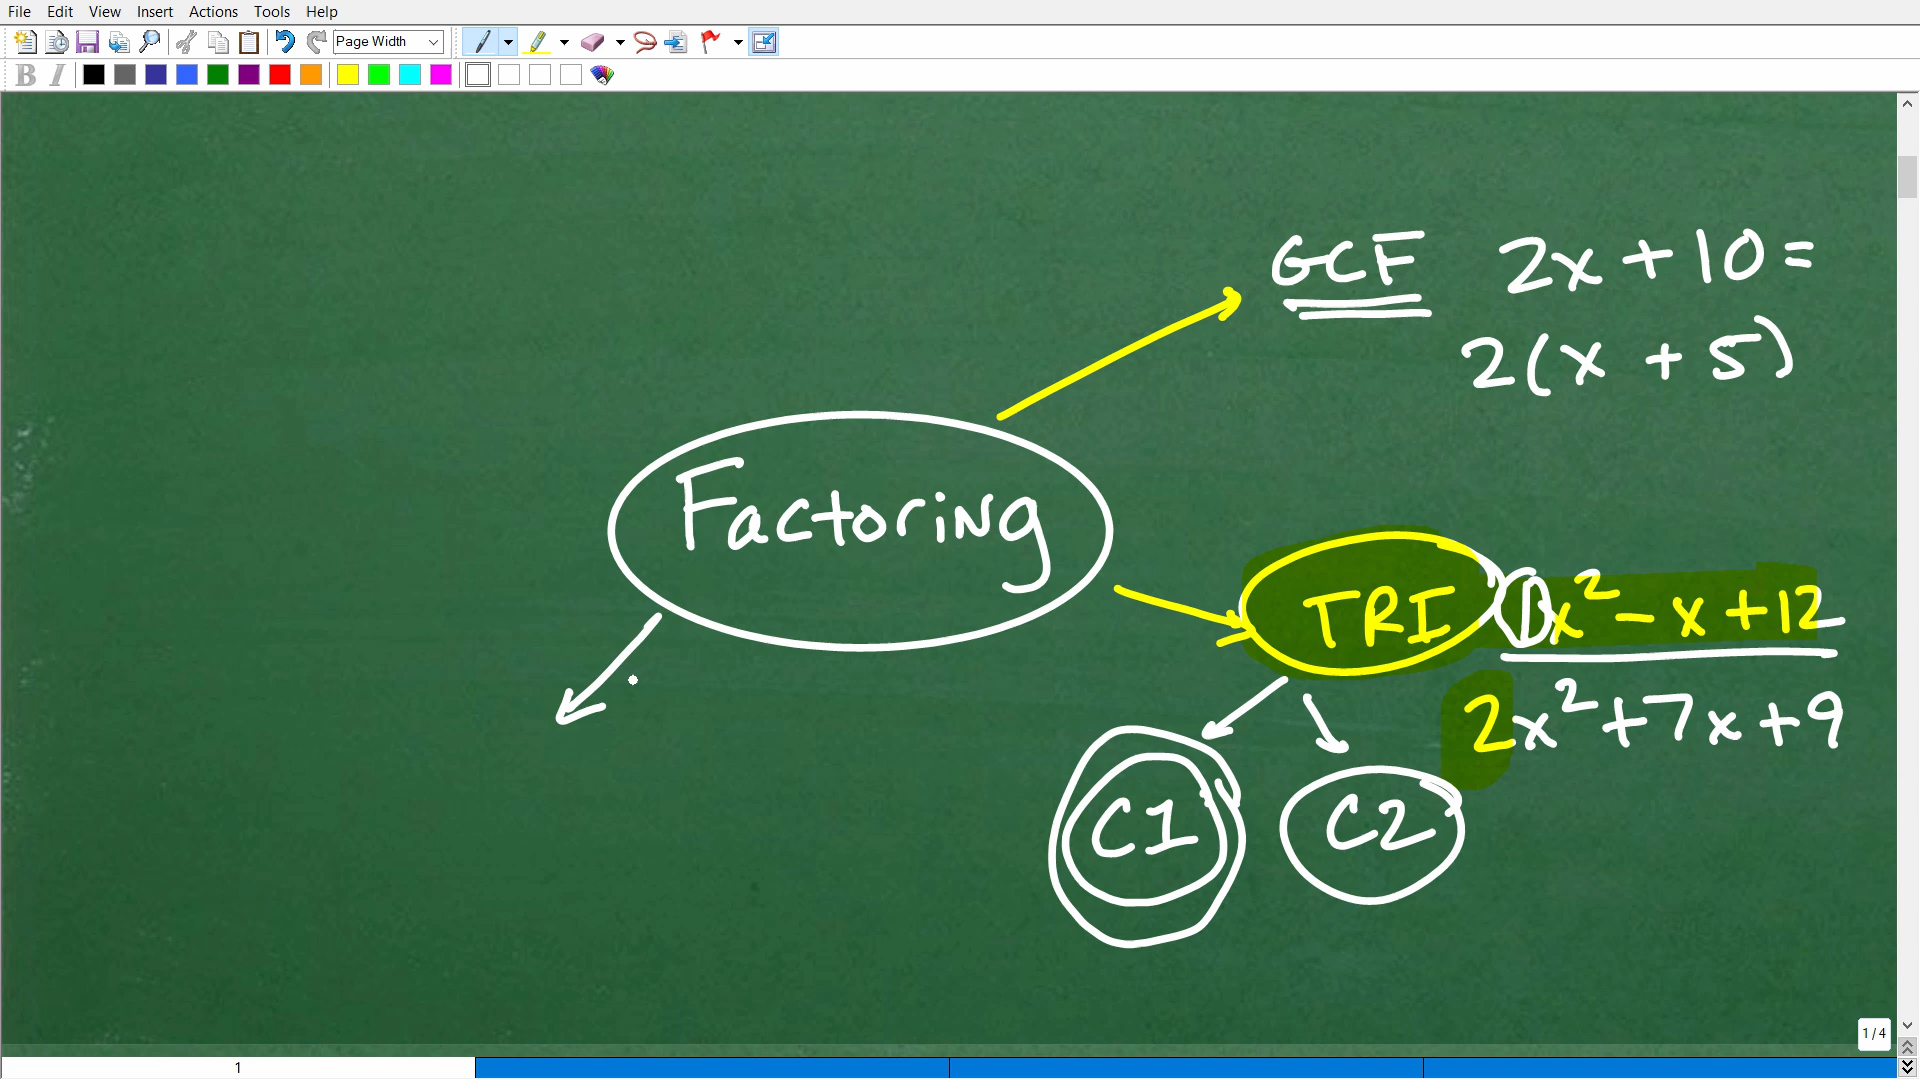 File Edit View Insert Actions Tools Help
Page Width
B I
GCF 2x + 10 =
2(x + 5)
Factoring
TRI 1x² - x + 12
2x² + 7x + 9
C1 C2
1 / 4
1